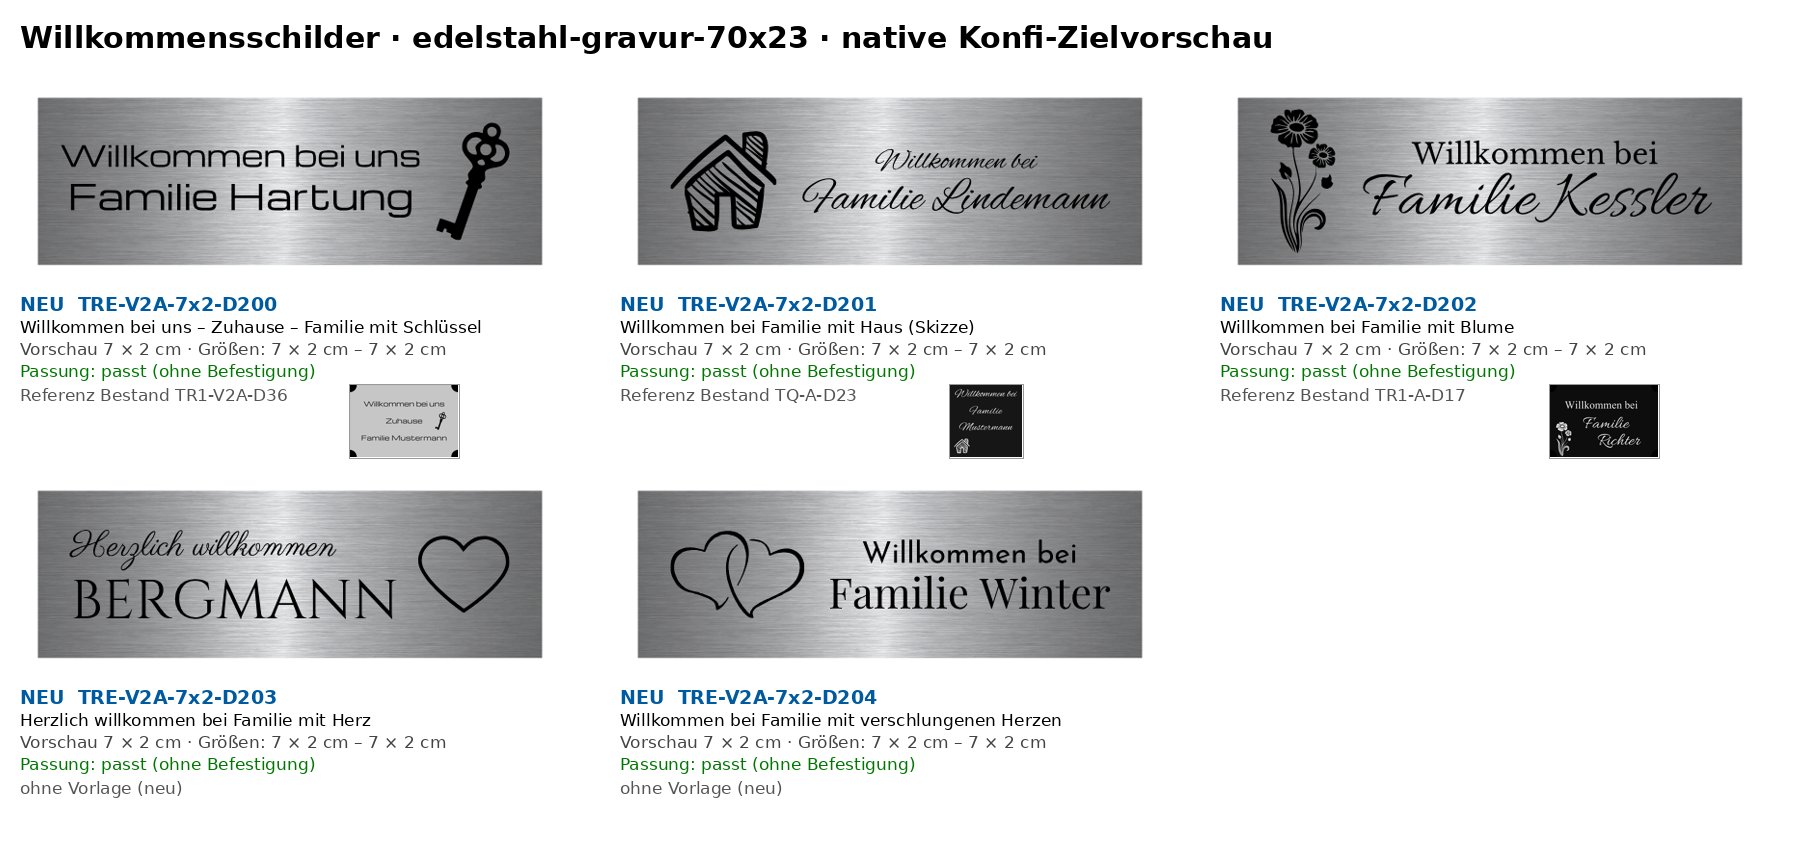 Willkommensschilder · edelstahl-gravur-70x23 · native Konfi-Zielvorschau
Willkommen bei uns
Familie Hartung
NEU TRE-V2A-7x2-D200
Willkommen bei uns – Zuhause – Familie mit Schlüssel
Vorschau 7 × 2 cm · Größen: 7 × 2 cm – 7 × 2 cm
Passung: passt (ohne Befestigung)
Referenz Bestand TR1-V2A-D36
Willkommen bei uns
Zuhause
Familie Mustermann
Willkommen bei
Familie Lindemann
NEU TRE-V2A-7x2-D201
Willkommen bei Familie mit Haus (Skizze)
Vorschau 7 × 2 cm · Größen: 7 × 2 cm – 7 × 2 cm
Passung: passt (ohne Befestigung)
Referenz Bestand TQ-A-D23
Willkommen bei
Familie
Mustermann
Willkommen bei
Familie Kessler
NEU TRE-V2A-7x2-D202
Willkommen bei Familie mit Blume
Vorschau 7 × 2 cm · Größen: 7 × 2 cm – 7 × 2 cm
Passung: passt (ohne Befestigung)
Referenz Bestand TR1-A-D17
Willkommen bei
Familie
Richter
Herzlich willkommen
BERGMANN
NEU TRE-V2A-7x2-D203
Herzlich willkommen bei Familie mit Herz
Vorschau 7 × 2 cm · Größen: 7 × 2 cm – 7 × 2 cm
Passung: passt (ohne Befestigung)
ohne Vorlage (neu)
Willkommen bei
Familie Winter
NEU TRE-V2A-7x2-D204
Willkommen bei Familie mit verschlungenen Herzen
Vorschau 7 × 2 cm · Größen: 7 × 2 cm – 7 × 2 cm
Passung: passt (ohne Befestigung)
ohne Vorlage (neu)